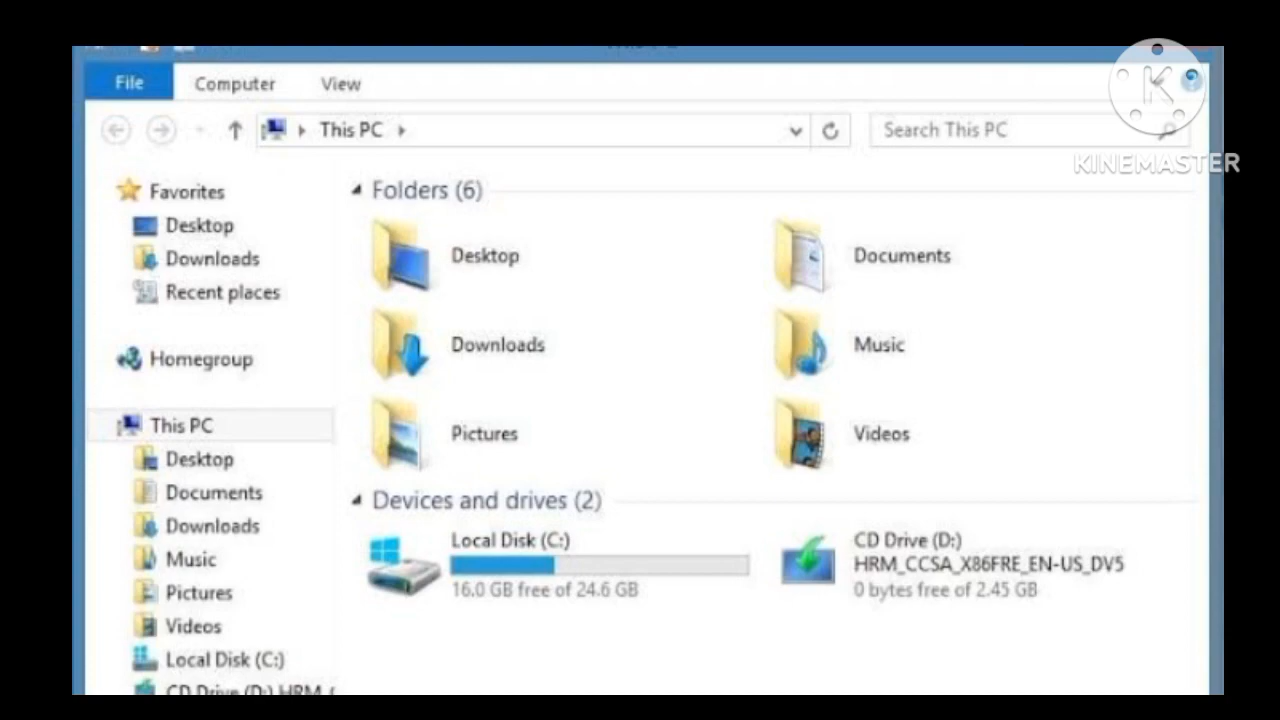 File Computer View
This PC Search This PC
KINEMASTER
Favorites
Desktop
Downloads
Recent places
Homegroup
This PC
Desktop
Documents
Downloads
Music
Pictures
Videos
Local Disk (C:)
CD Drive (D:) HRM_
Folders (6)
Desktop Documents
Downloads Music
Pictures Videos
Devices and drives (2)
Local Disk (C:)
16.0 GB free of 24.6 GB
CD Drive (D:)
HRM_CCSA_X86FRE_EN-US_DV5
0 bytes free of 2.45 GB